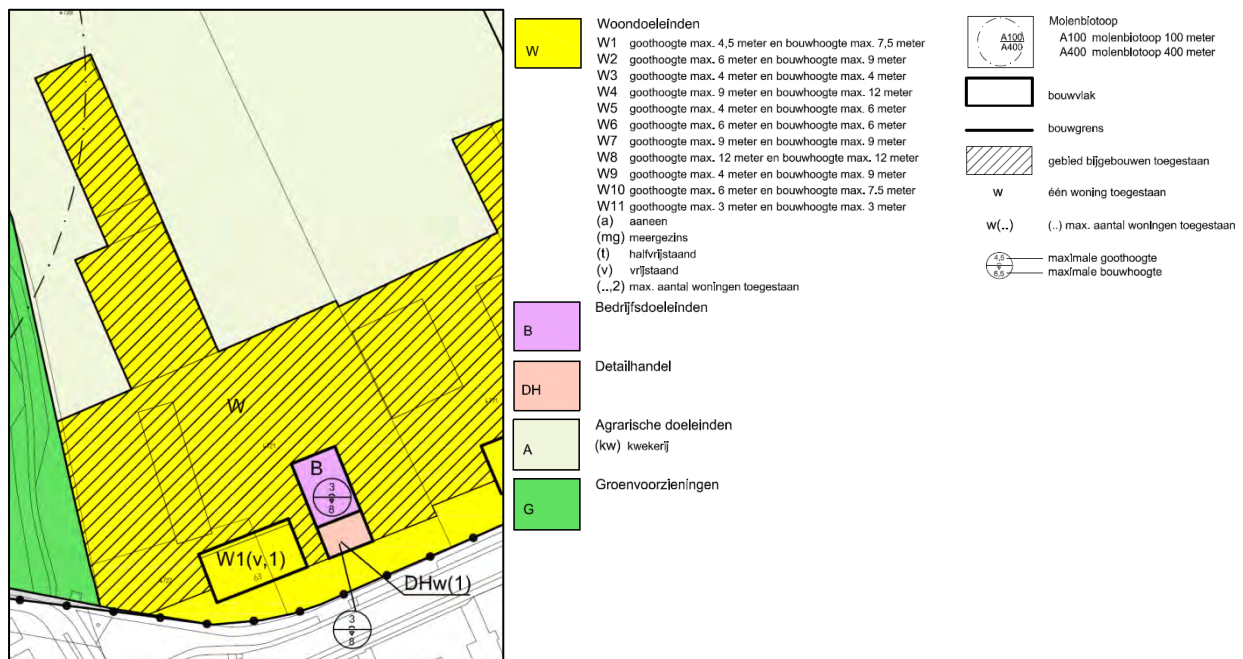 4788
W
4721
4771
B
3
8
W1(v,1)
63
4722
DHw(1)
3
8
W
Woondoeleinden
W1 goothoogte max. 4,5 meter en bouwhoogte max. 7,5 meter
W2 goothoogte max. 6 meter en bouwhoogte max. 9 meter
W3 goothoogte max. 4 meter en bouwhoogte max. 4 meter
W4 goothoogte max. 9 meter en bouwhoogte max. 12 meter
W5 goothoogte max. 4 meter en bouwhoogte max. 6 meter
W6 goothoogte max. 6 meter en bouwhoogte max. 6 meter
W7 goothoogte max. 9 meter en bouwhoogte max. 9 meter
W8 goothoogte max. 12 meter en bouwhoogte max. 12 meter
W9 goothoogte max. 4 meter en bouwhoogte max. 9 meter
W10 goothoogte max. 6 meter en bouwhoogte max. 7.5 meter
W11 goothoogte max. 3 meter en bouwhoogte max. 3 meter
(a) aaneen
(mg) meergezins
(t) halfvrijstaand
(v) vrijstaand
(..,2) max. aantal woningen toegestaan
B
Bedrijfsdoeleinden
DH
Detailhandel
A
Agrarische doeleinden
(kw) kwekerij
G
Groenvoorzieningen
A100
A400
Molenbiotoop
A100 molenbiotoop 100 meter
A400 molenbiotoop 400 meter
bouwvlak
bouwgrens
gebied bijgebouwen toegestaan
w één woning toegestaan
w(..) (..) max. aantal woningen toegestaan
4,5 maximale goothoogte
8,5 maximale bouwhoogte